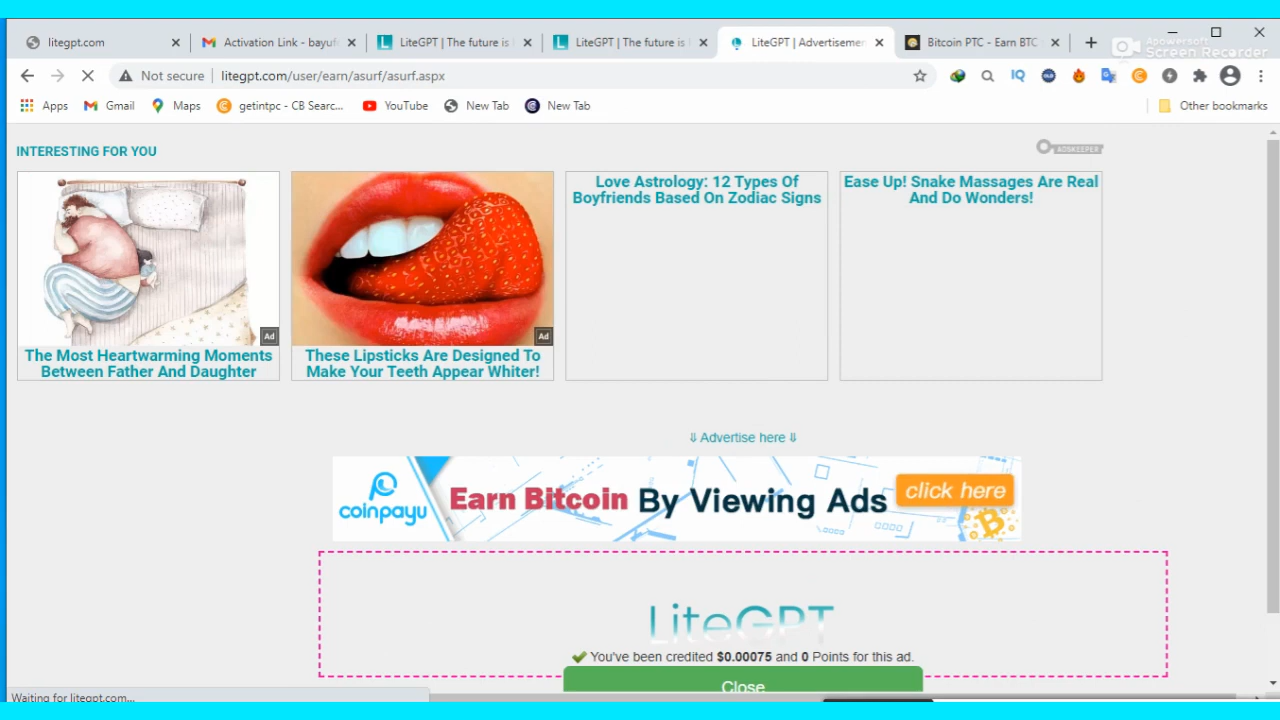 litegpt.com
Activation Link - bayufe
LiteGPT | The future is
LiteGPT | The future is
LiteGPT | Advertisemen
Bitcoin PTC - Earn BTC
Apowersoft
Screen Recorder
Not secure
litegpt.com/user/earn/asurf/asurf.aspx
IQ
Apps
Gmail
Maps
getintpc - CB Searc...
YouTube
New Tab
New Tab
Other bookmarks
INTERESTING FOR YOU
ADSKEEPER
Ad
The Most Heartwarming Moments
Between Father And Daughter
Ad
These Lipsticks Are Designed To
Make Your Teeth Appear Whiter!
Love Astrology: 12 Types Of
Boyfriends Based On Zodiac Signs
Ease Up! Snake Massages Are Real
And Do Wonders!
⇓ Advertise here ⇓
coinpayu
Earn Bitcoin By Viewing Ads
click here
LiteGPT
You've been credited $0.00075 and 0 Points for this ad.
Close
Waiting for litegpt.com...